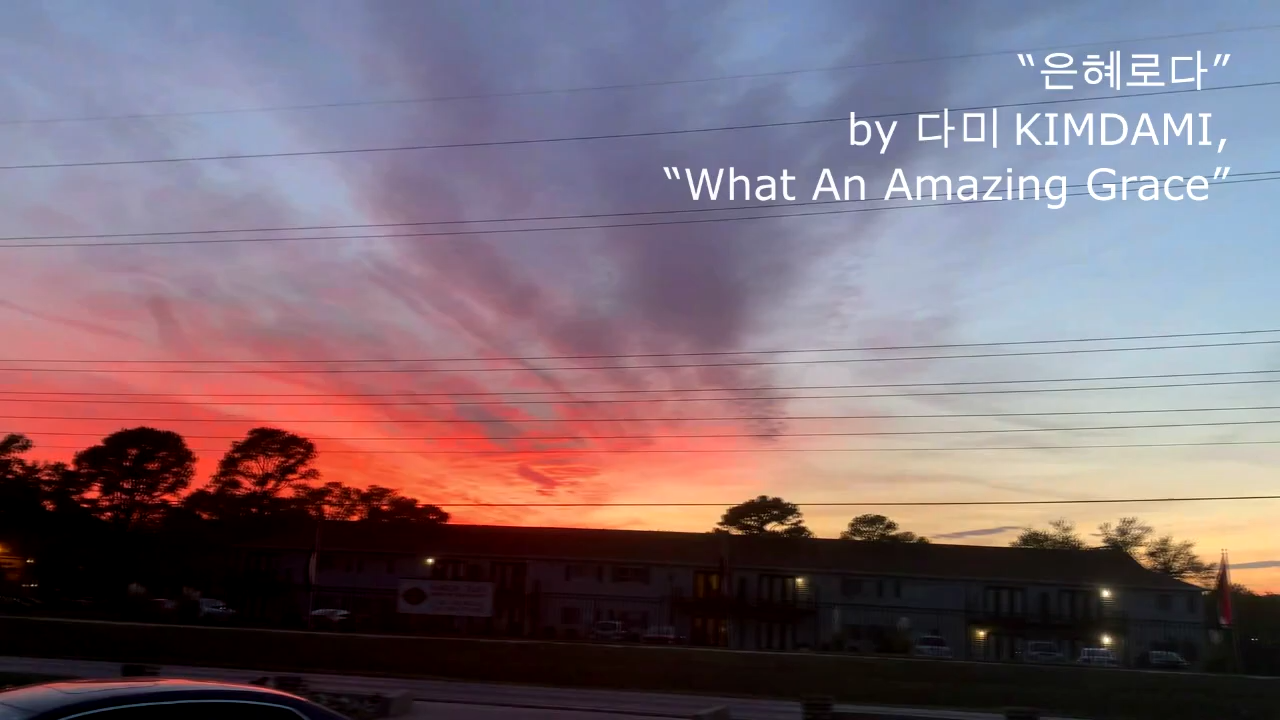 “은혜로다”
by 다미 KIMDAMI,
“What An Amazing Grace”